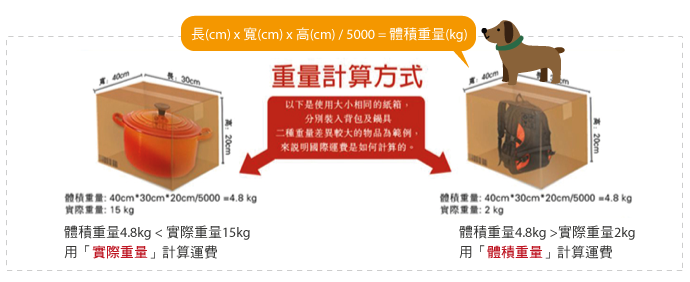 長(cm) x 寬(cm) x 高(cm) / 5000 = 體積重量(kg)
重量計算方式
以下是使用大小相同的紙箱，
分別裝入背包及鍋具
二種重量差異較大的物品為範例，
來說明國際運費是如何計算的。
寬: 40cm
長: 30cm
高: 20cm
體積重量: 40cm*30cm*20cm/5000 =4.8 kg
實際重量: 15 kg
體積重量4.8kg < 實際重量15kg
用「實際重量」計算運費
寬: 40cm
高: 20cm
體積重量: 40cm*30cm*20cm/5000 =4.8 kg
實際重量: 2 kg
體積重量4.8kg >實際重量2kg
用「體積重量」計算運費